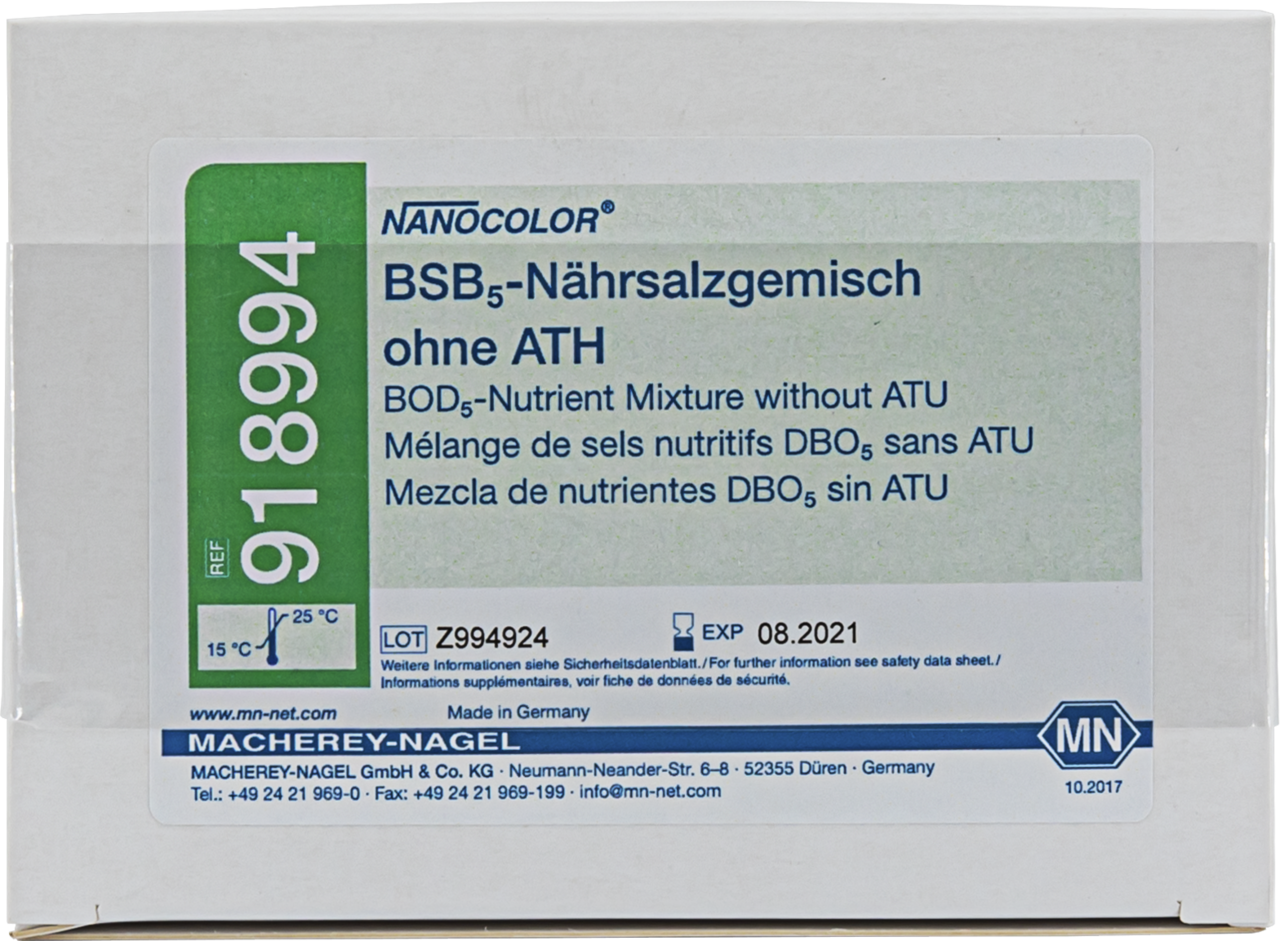 NANOCOLOR®
BSB₅-Nährsalzgemisch
ohne ATH
BOD₅-Nutrient Mixture without ATU
Mélange de sels nutritifs DBO₅ sans ATU
Mezcla de nutrientes DBO₅ sin ATU
REF 918994
25 °C
15 °C
LOT Z994924 EXP 08.2021
Weitere Informationen siehe Sicherheitsdatenblatt./For further information see safety data sheet./
Informations supplémentaires, voir fiche de données de sécurité.
www.mn-net.com Made in Germany
MACHEREY-NAGEL
MN
MACHEREY-NAGEL GmbH & Co. KG · Neumann-Neander-Str. 6–8 · 52355 Düren · Germany
Tel.: +49 24 21 969-0 · Fax: +49 24 21 969-199 · info@mn-net.com
10.2017